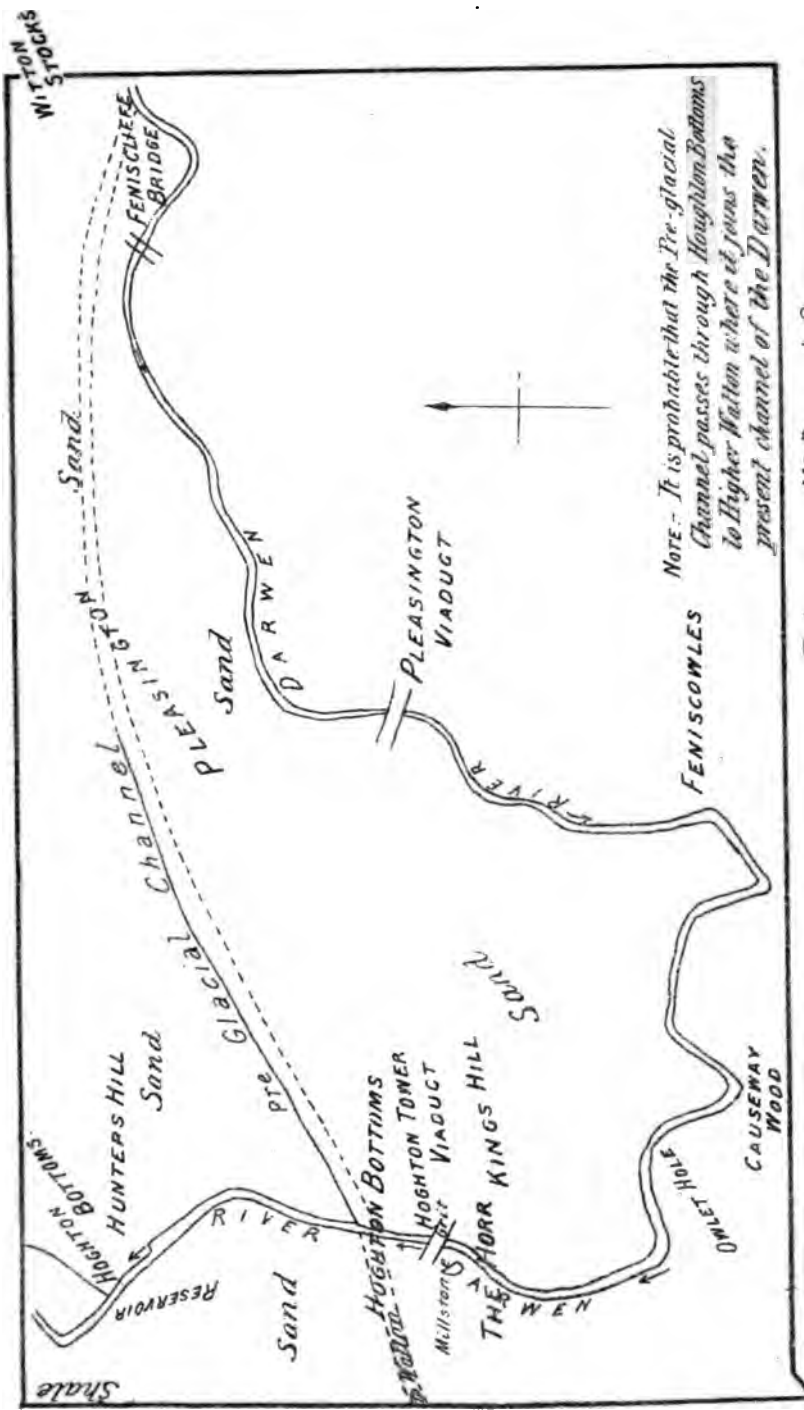 WITTON
STOCKS
FENISCLIFFE
BRIDGE
Sand
PLEASINGTON
Sand
DARWEN
Pre Glacial Channel
HOGHTON
BOTTOMS
HUNTERS HILL
Sand
RIVER
RESERVOIR
Shale
Sand
HOGHTON BOTTOMS
HOGHTON TOWER
VIADUCT
Millstone Grit
THE HORR
KINGS HILL
Sand
PLEASINGTON
VIADUCT
RIVER
FENISCOWLES
OWLET HOLE
CAUSEWAY
WOOD
NOTE:- It is probable that the Pre-glacial
Channel passes through Houghton Bottoms
to Higher Walton where it joins the
present channel of the Darwen.